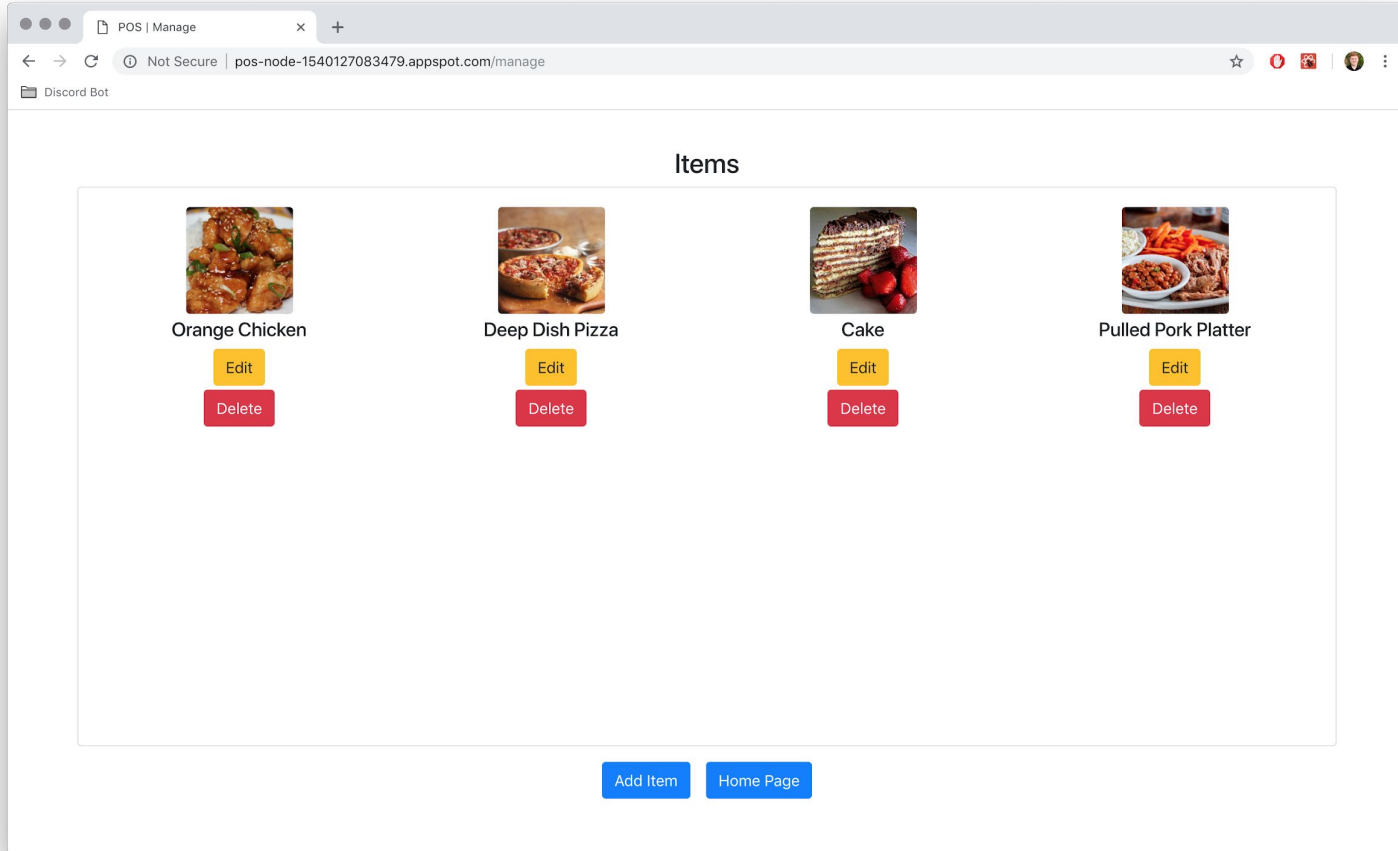 POS | Manage
Not Secure | pos-node-1540127083479.appspot.com/manage
Discord Bot
Items
Orange Chicken Deep Dish Pizza Cake Pulled Pork Platter
Edit Edit Edit Edit
Delete Delete Delete Delete
Add Item Home Page